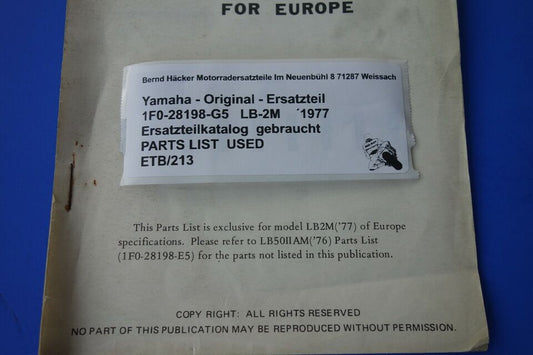 FOR EUROPE
Bernd Häcker Motorradersatzteile Im Neuenbühl 8 71287 Weissach
Yamaha - Original - Ersatzteil
1F0-28198-G5 LB-2M ´1977
Ersatzteilkatalog gebraucht
PARTS LIST USED
ETB/213
This Parts List is exclusive for model LB2M('77) of Europe
specifications. Please refer to LB50IIAM('76) Parts List
(1F0-28198-E5) for the parts not listed in this publication.
COPY RIGHT: ALL RIGHTS RESERVED
NO PART OF THIS PUBLICATION MAY BE REPRODUCED WITHOUT PERMISSION.